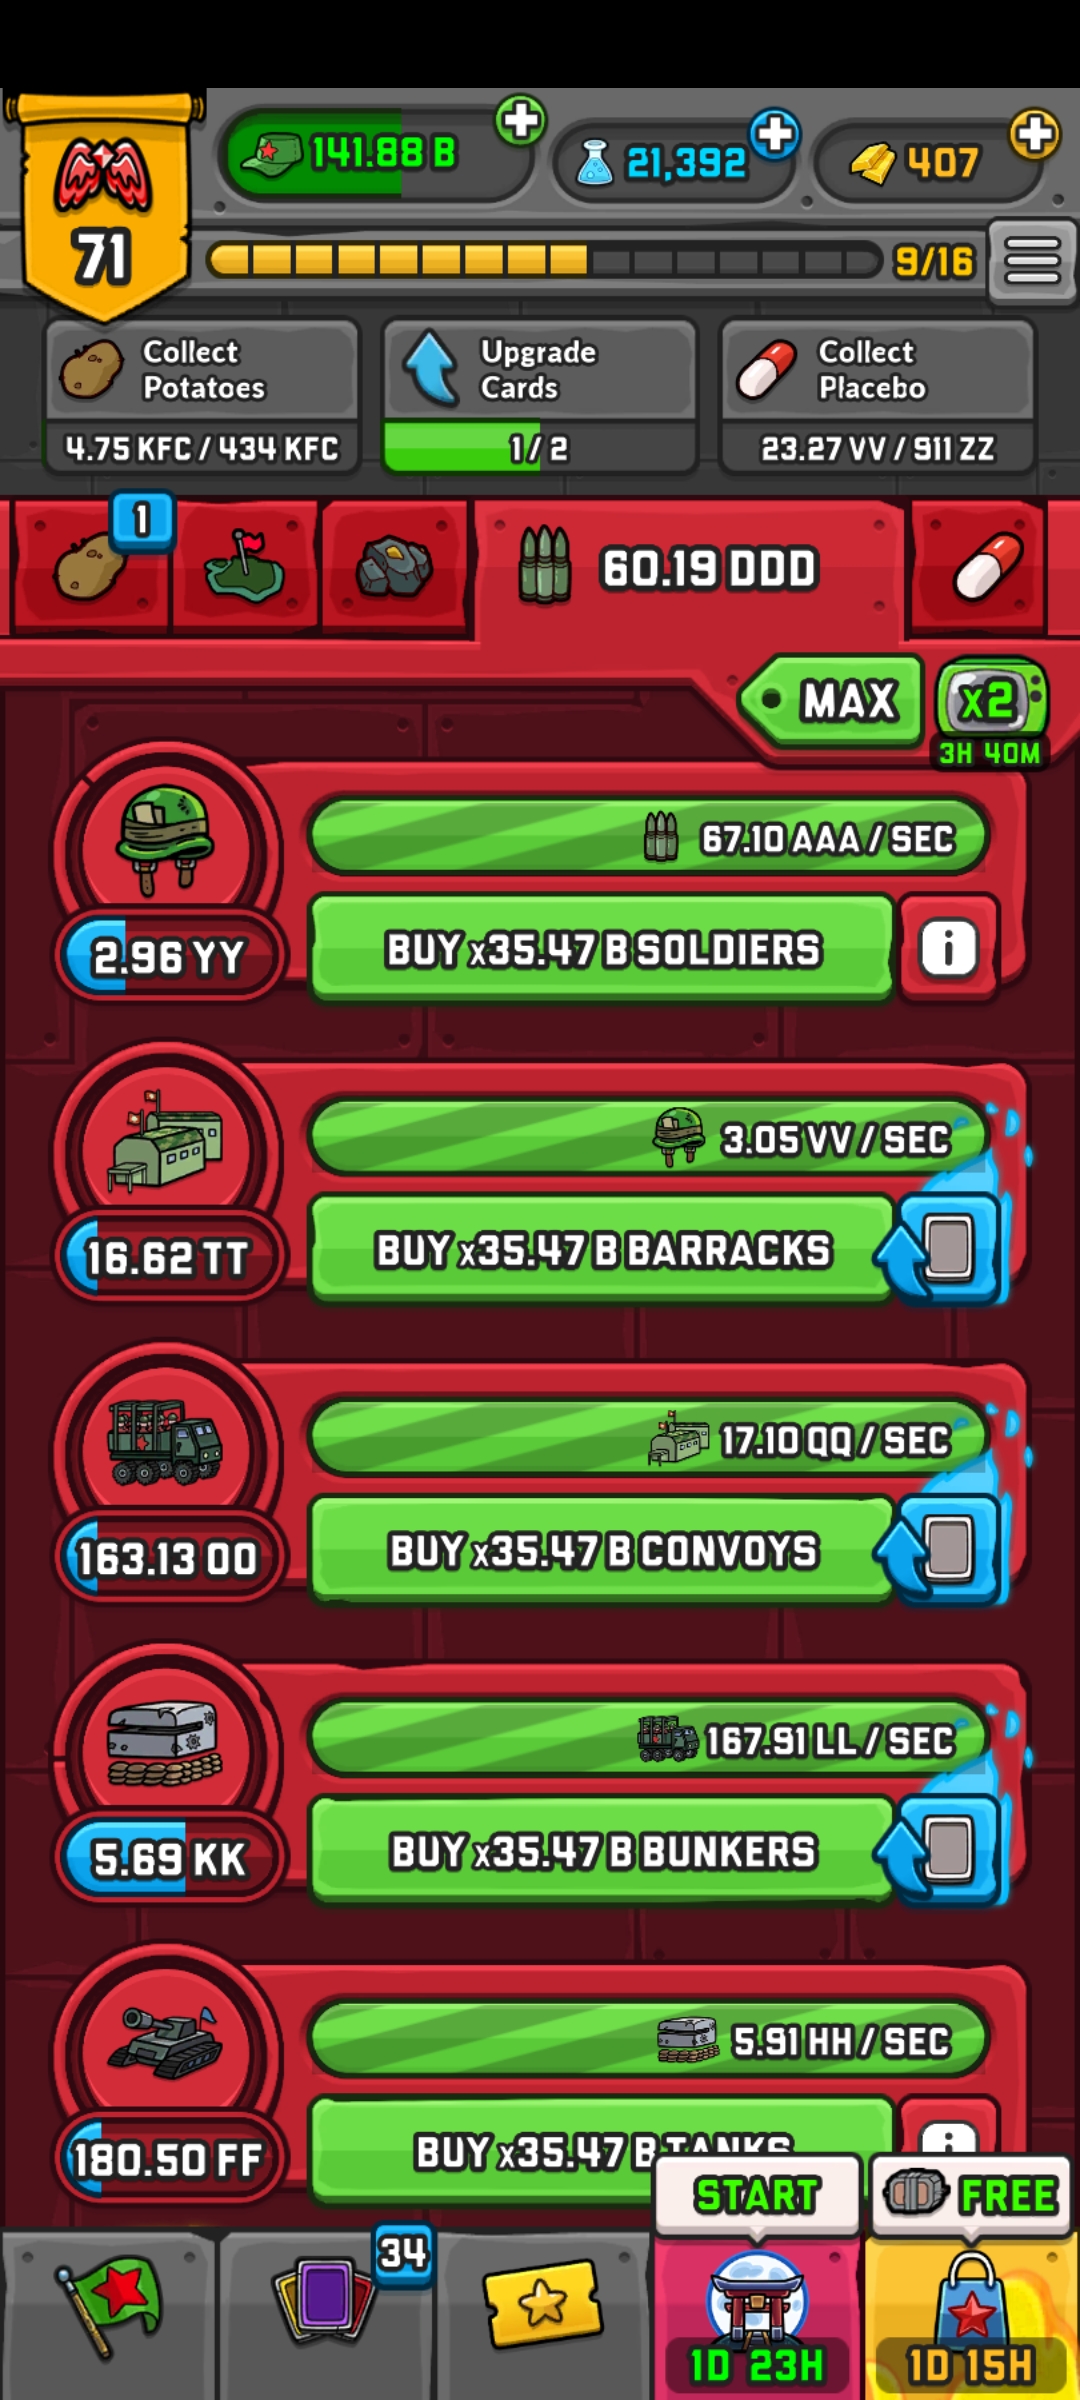 141.88 B
21,392
407
71
9/16
Collect
Potatoes
4.75 KFC / 434 KFC
Upgrade
Cards
1/2
Collect
Placebo
23.27 VV / 911 ZZ
1
60.19 DDD
MAX
x2
3H 40M
67.10 AAA / SEC
2.96 YY
BUY x35.47 B SOLDIERS
i
3.05 VV / SEC
16.62 TT
BUY x35.47 B BARRACKS
17.10 QQ / SEC
163.13 OO
BUY x35.47 B CONVOYS
167.91 LL / SEC
5.69 KK
BUY x35.47 B BUNKERS
5.91 HH / SEC
180.50 FF
BUY x35.47 B TANKS
i
START
FREE
34
1D 23H
1D 15H